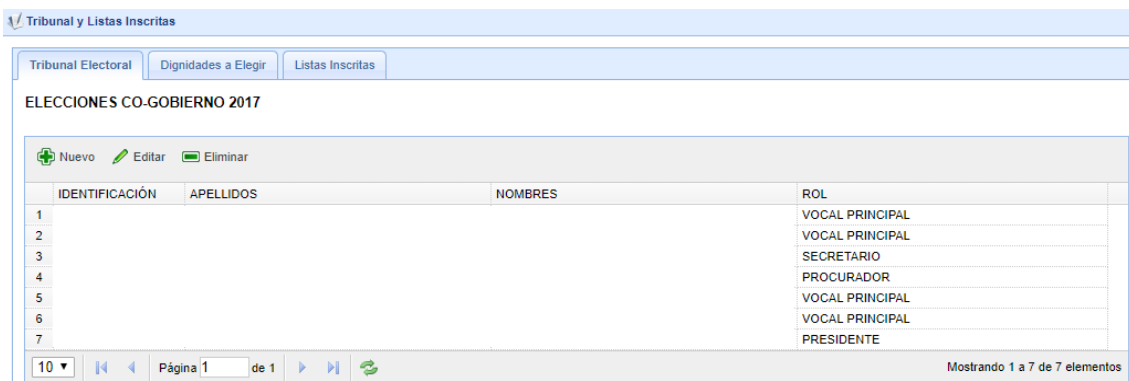 Tribunal y Listas Inscritas
Tribunal Electoral Dignidades a Elegir Listas Inscritas
ELECCIONES CO-GOBIERNO 2017
Nuevo Editar Eliminar
IDENTIFICACIÓN APELLIDOS NOMBRES ROL
1 VOCAL PRINCIPAL
2 VOCAL PRINCIPAL
3 SECRETARIO
4 PROCURADOR
5 VOCAL PRINCIPAL
6 VOCAL PRINCIPAL
7 PRESIDENTE
10 Página 1 de 1 Mostrando 1 a 7 de 7 elementos